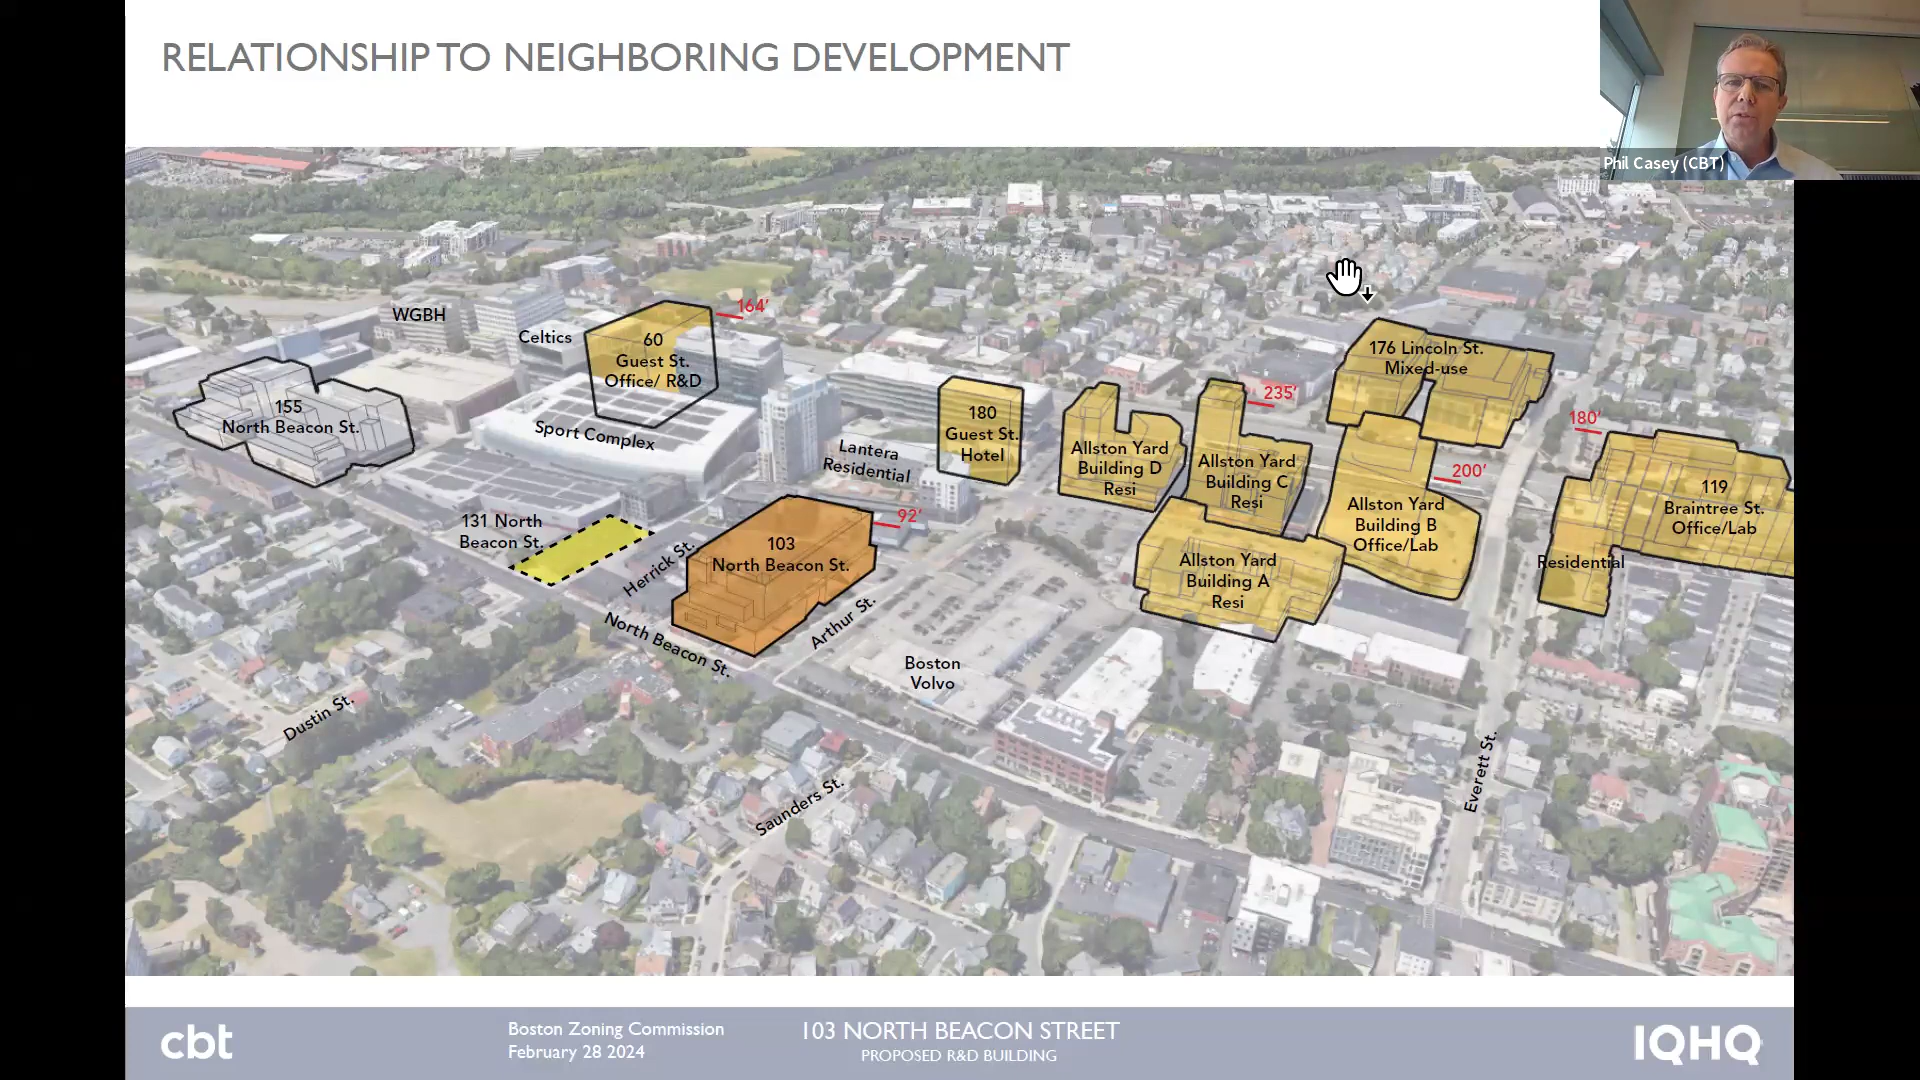 RELATIONSHIP TO NEIGHBORING DEVELOPMENT
Phil Casey (CBT)
WGBH
Celtics
60
Guest St.
Office/ R&D
164'
155
North Beacon St.
Sport Complex
Lantera
Residential
180
Guest St.
Hotel
Allston Yard
Building D
Resi
235'
Allston Yard
Building C
Resi
176 Lincoln St.
Mixed-use
180'
200'
Allston Yard
Building B
Office/Lab
119
Braintree St.
Office/Lab
Residential
131 North
Beacon St.
Herrick St.
92'
103
North Beacon St.
Allston Yard
Building A
Resi
North Beacon St.
Arthur St.
Boston
Volvo
Dustin St.
Saunders St.
Everett St.
cbt
Boston Zoning Commission
February 28 2024
103 NORTH BEACON STREET
PROPOSED R&D BUILDING
IQHQ